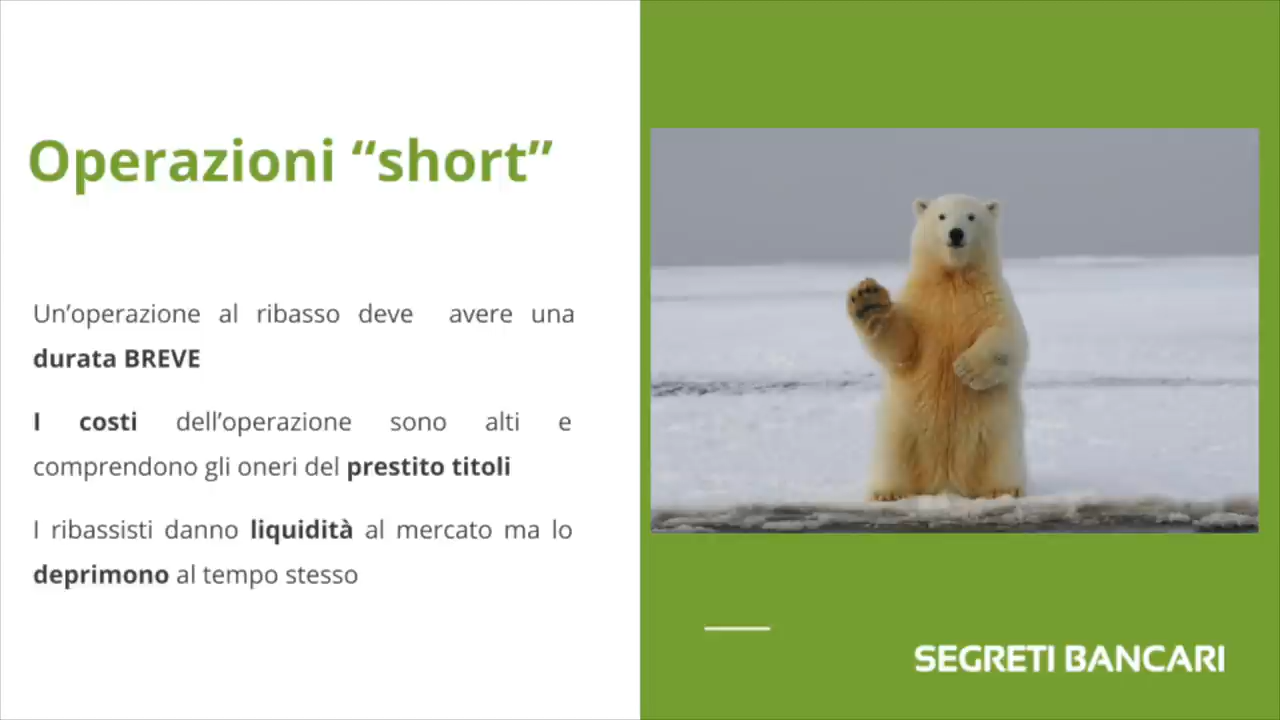 Operazioni “short”
Un’operazione al ribasso deve avere una
durata BREVE
I costi dell’operazione sono alti e
comprendono gli oneri del prestito titoli
I ribassisti danno liquidità al mercato ma lo
deprimono al tempo stesso
SEGRETI BANCARI